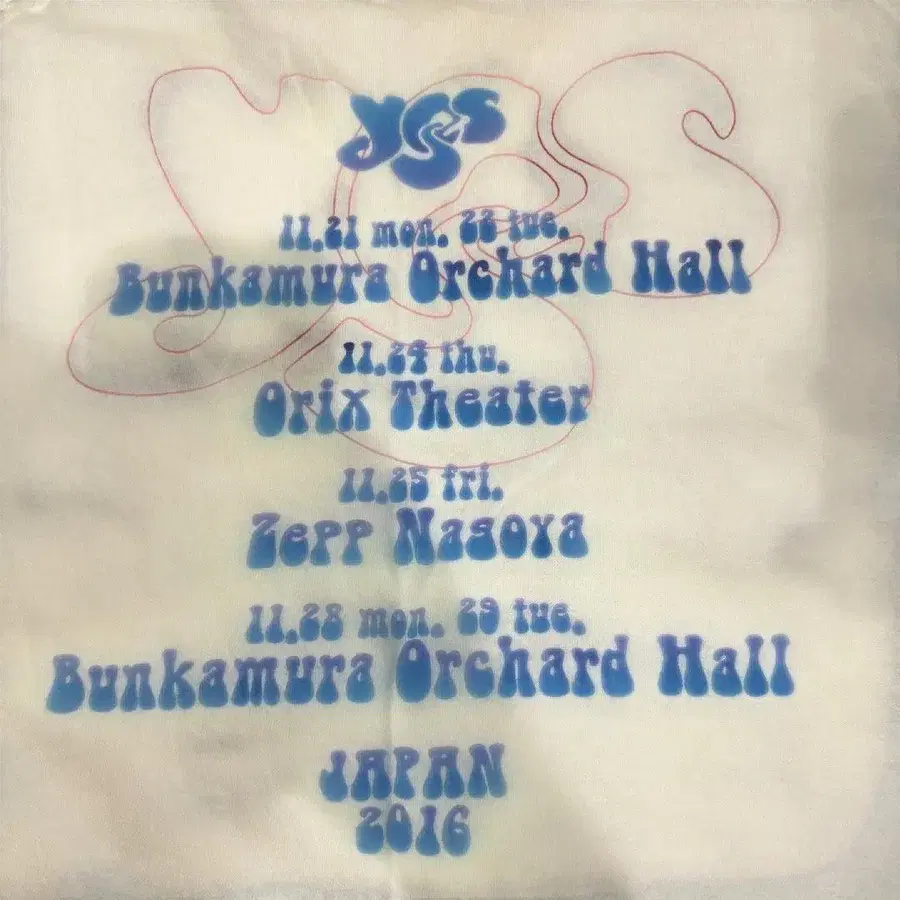 yes
11.21 mon. 22 tue.
Bunkamura Orchard Hall
11.24 thu.
Orix Theater
11.25 fri.
Zepp Nagoya
11.28 mon. 29 tue.
Bunkamura Orchard Hall
JAPAN
2016